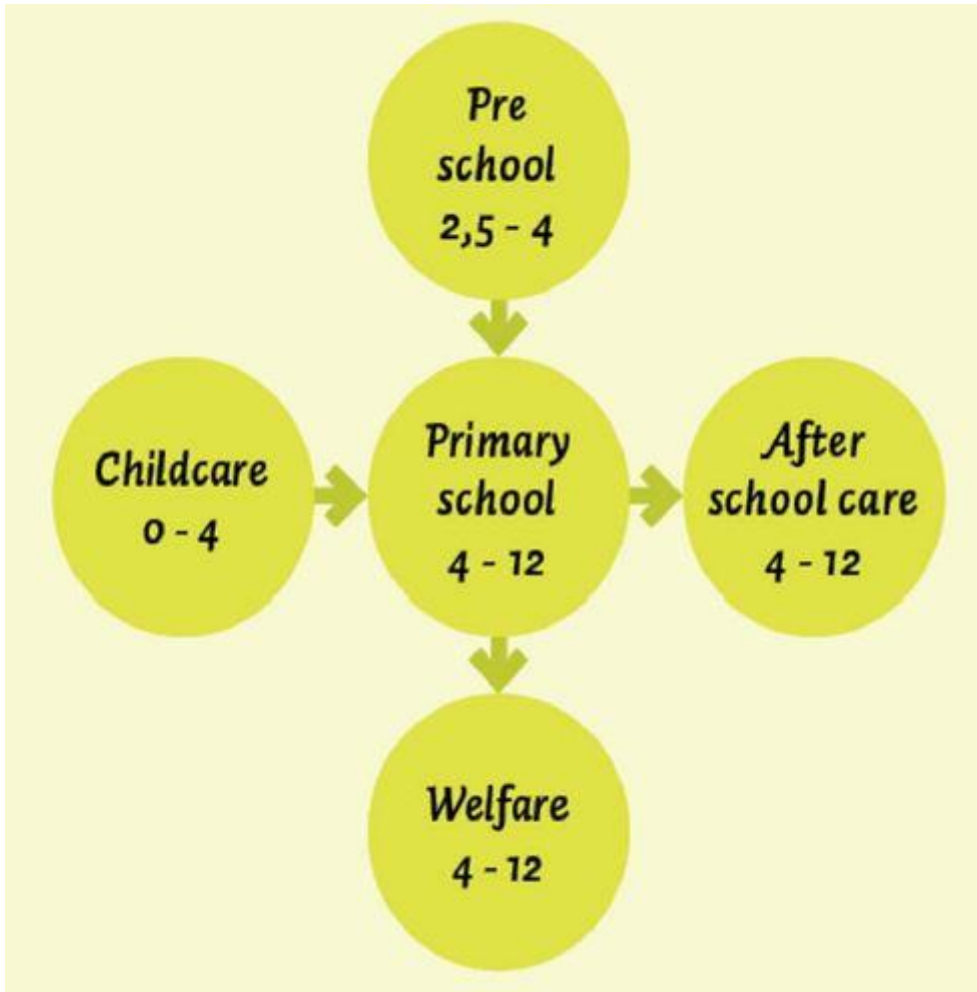 Pre
school
2,5 - 4
Childcare
0 - 4
Primary
school
4 - 12
After
school care
4 - 12
Welfare
4 - 12